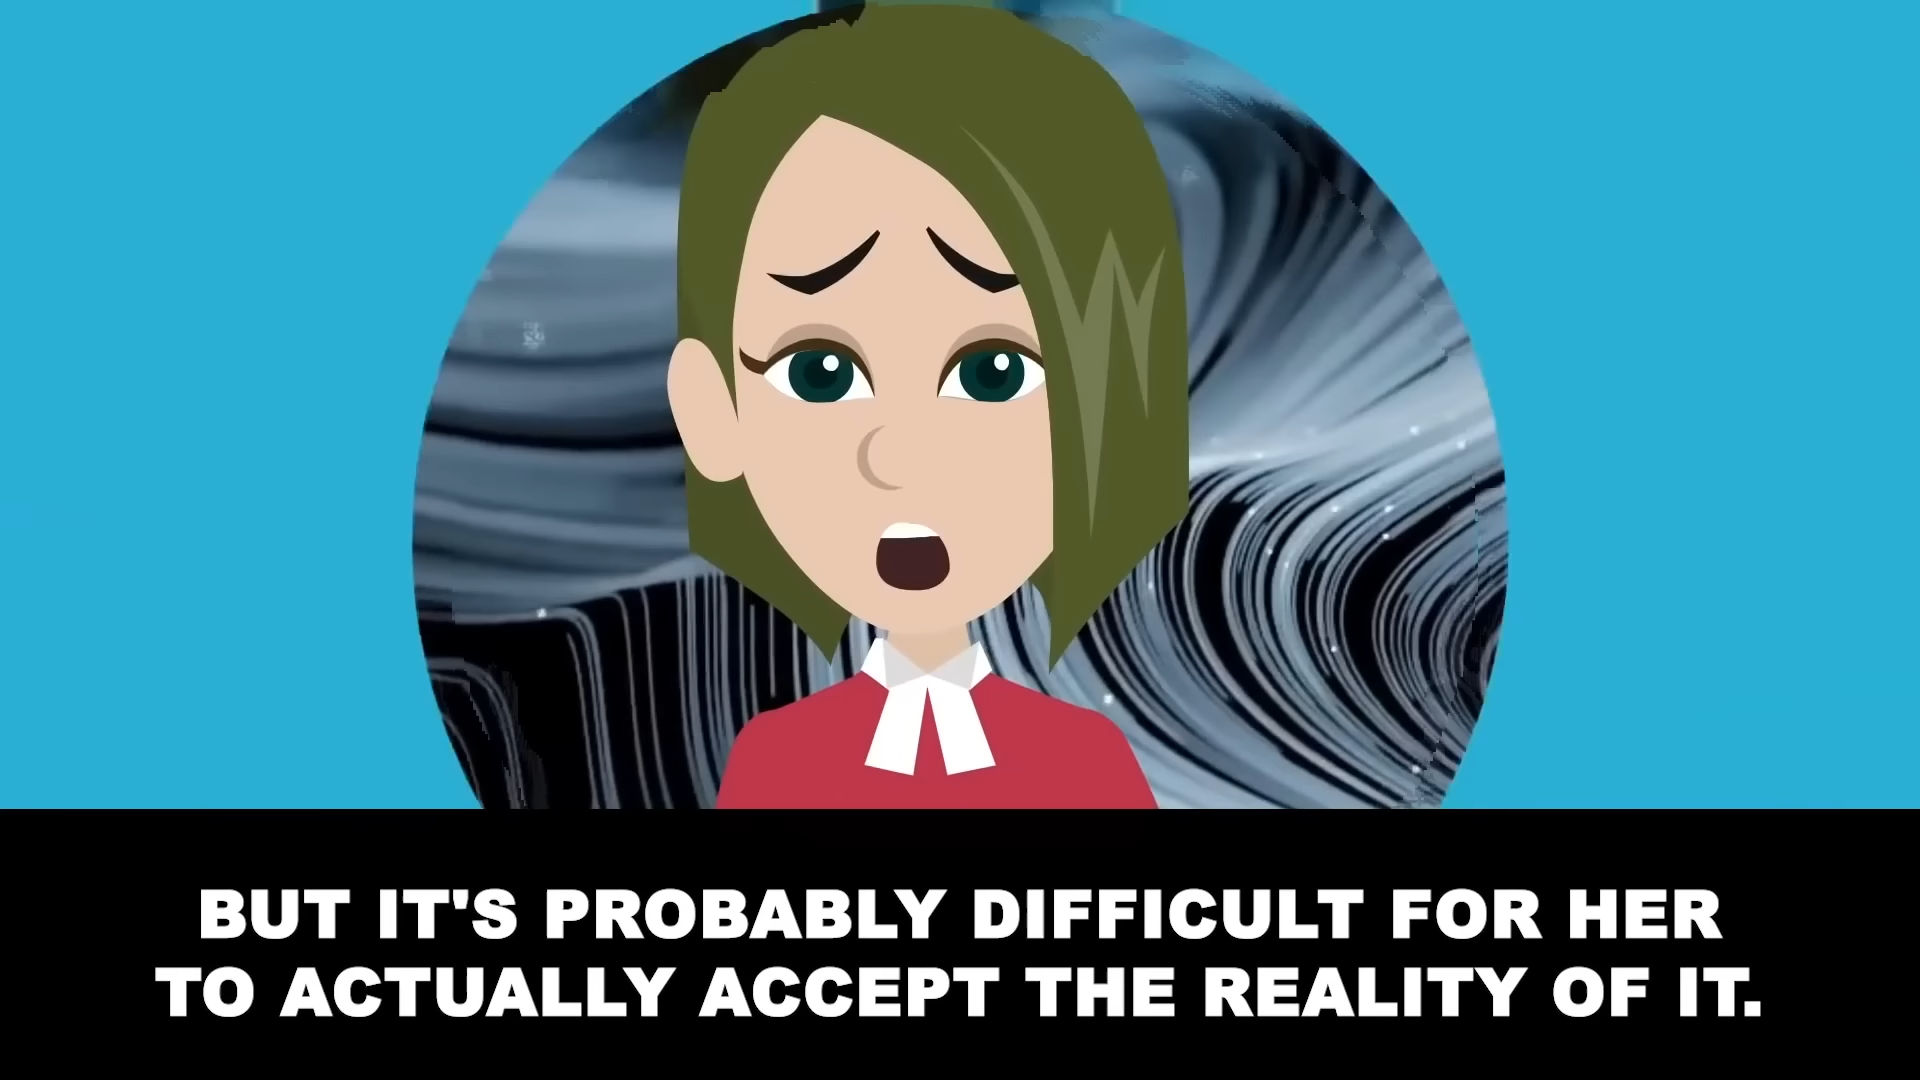 BUT IT'S PROBABLY DIFFICULT FOR HER
TO ACTUALLY ACCEPT THE REALITY OF IT.